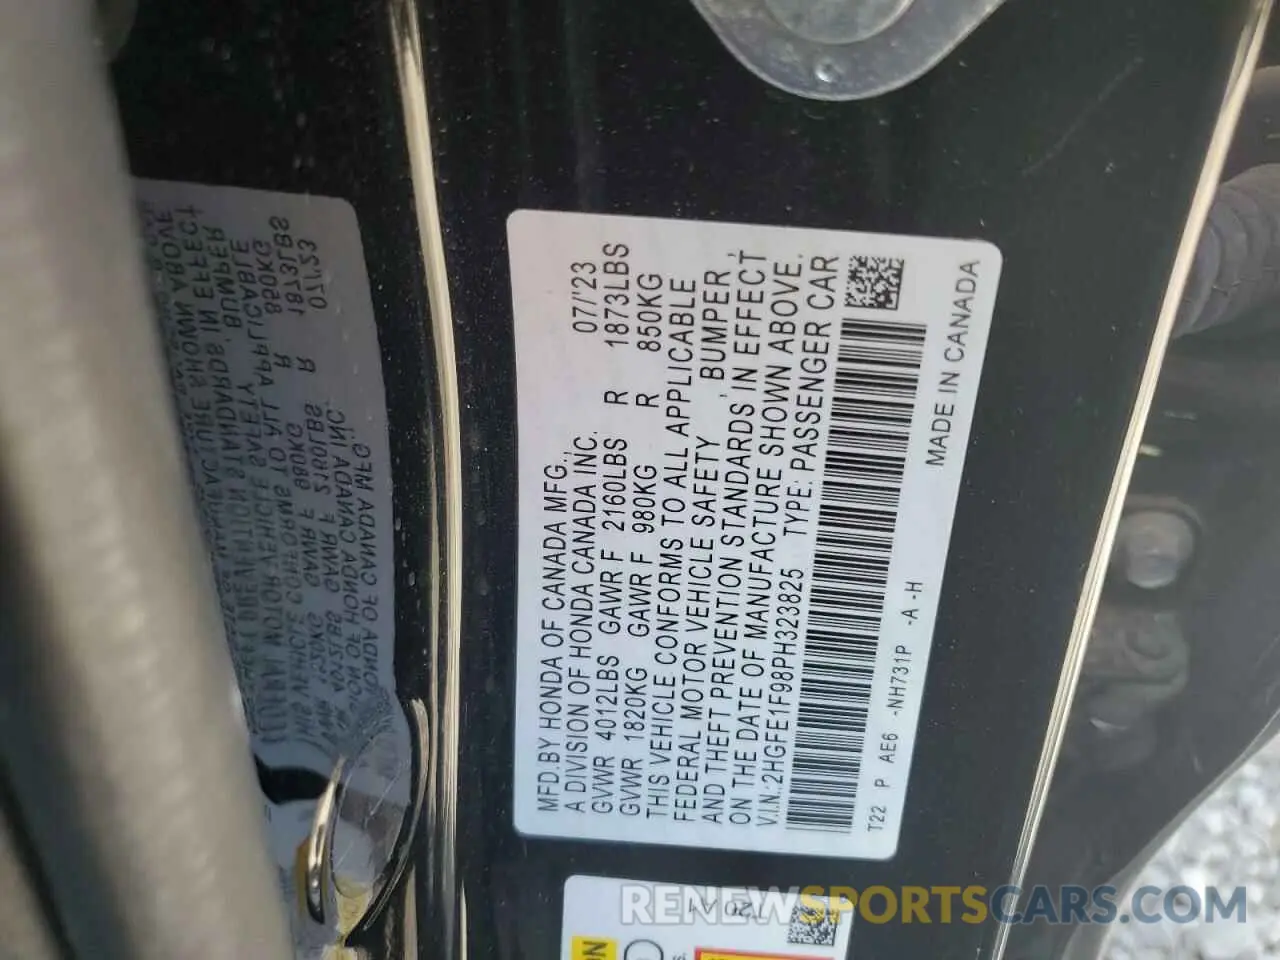 MFD.BY HONDA OF CANADA MFG.,
A DIVISION OF HONDA CANADA INC. 07/'23
GVWR 4012LBS GAWR F 2160LBS R 1873LBS
GVWR 1820KG GAWR F 980KG R 850KG
THIS VEHICLE CONFORMS TO ALL APPLICABLE
FEDERAL MOTOR VEHICLE SAFETY, BUMPER,
AND THEFT PREVENTION STANDARDS IN EFFECT
ON THE DATE OF MANUFACTURE SHOWN ABOVE.
V.I.N.:2HGFE1F98PH323825 TYPE: PASSENGER CAR
T22 P AE6 -NH731P -A -H
MADE IN CANADA
RENEWSPORTSCARS.COM